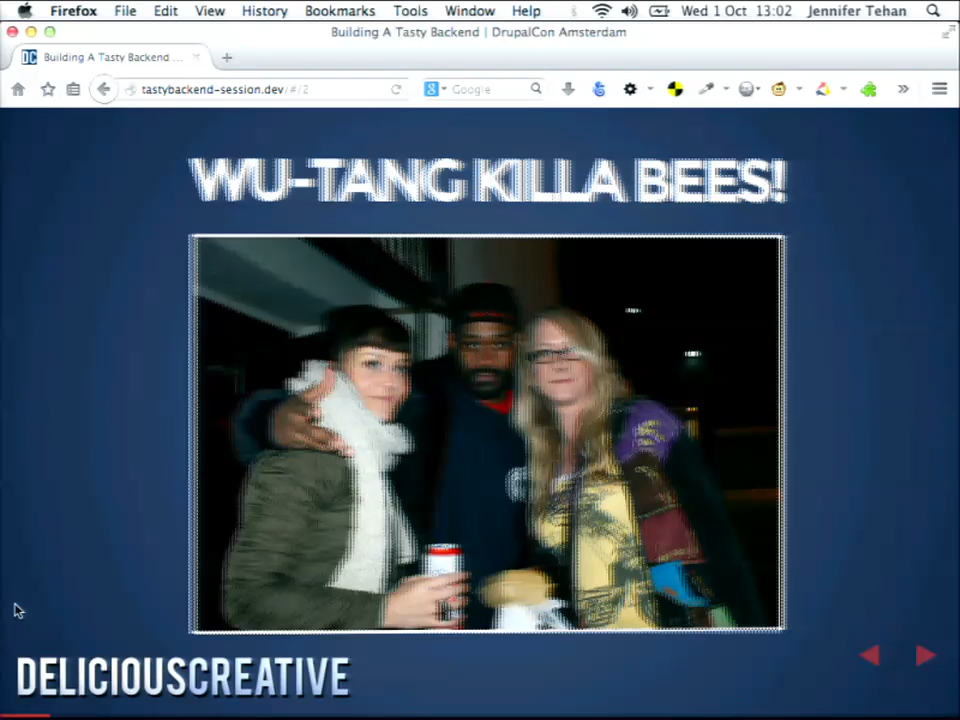 Firefox File Edit View History Bookmarks Tools Window Help Wed 1 Oct 13:02 Jennifer Tehan
Building A Tasty Backend | DrupalCon Amsterdam
DC Building A Tasty Backend ...
tastybackend-session.dev/#/2 Google
WU-TANG KILLA BEES!
DELICIOUSCREATIVE